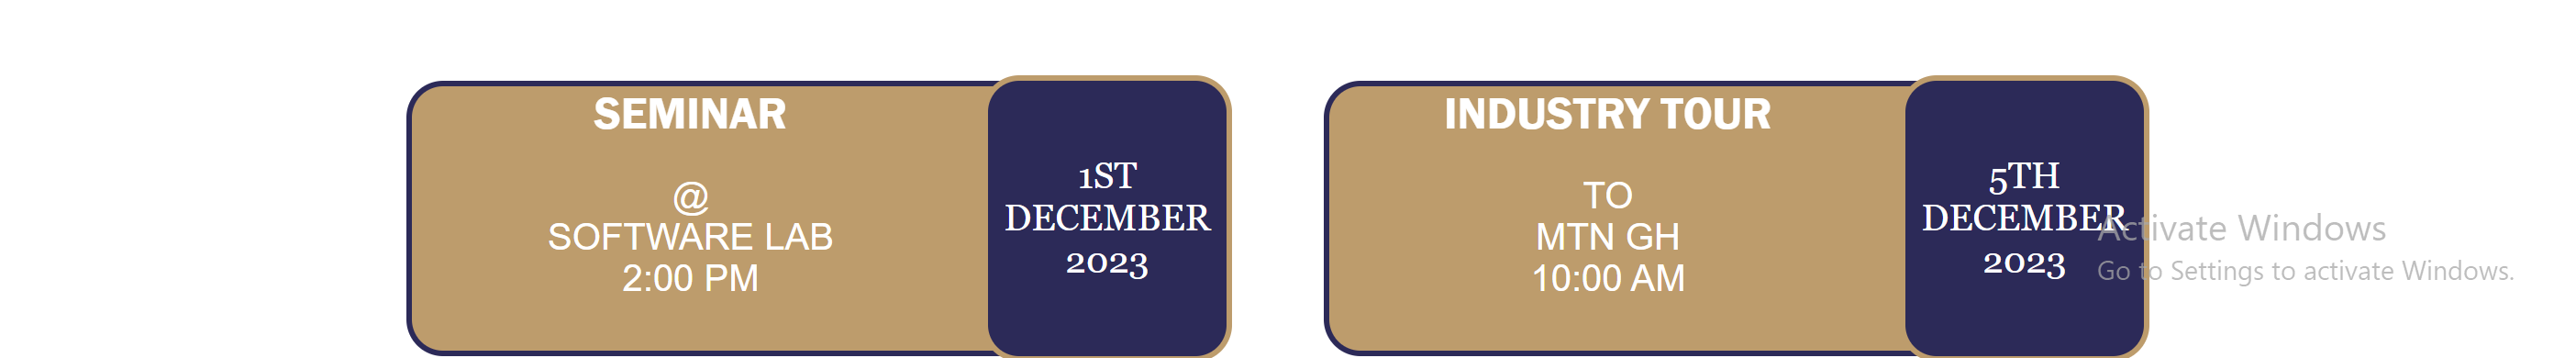 SEMINAR
@
SOFTWARE LAB
2:00 PM
1ST
DECEMBER
2023
INDUSTRY TOUR
TO
MTN GH
10:00 AM
5TH
DECEMBER
2023
Activate Windows
Go to Settings to activate Windows.